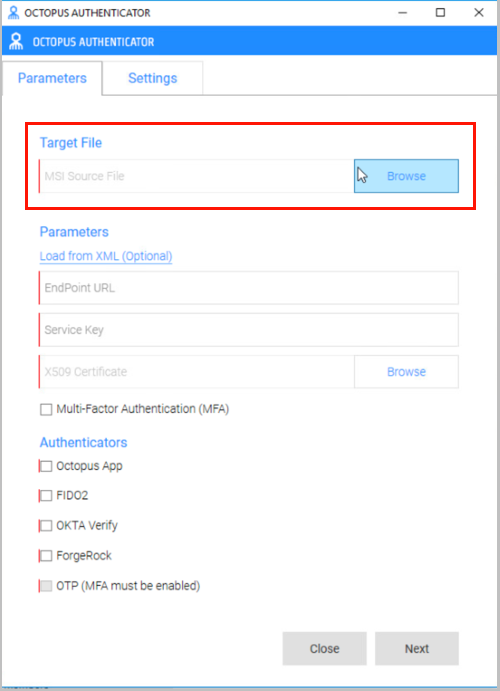 OCTOPUS AUTHENTICATOR
OCTOPUS AUTHENTICATOR
Parameters Settings
Target File
MSI Source File Browse
Parameters
Load from XML (Optional)
EndPoint URL
Service Key
X509 Certificate Browse
Multi-Factor Authentication (MFA)
Authenticators
Octopus App
FIDO2
OKTA Verify
ForgeRock
OTP (MFA must be enabled)
Close Next